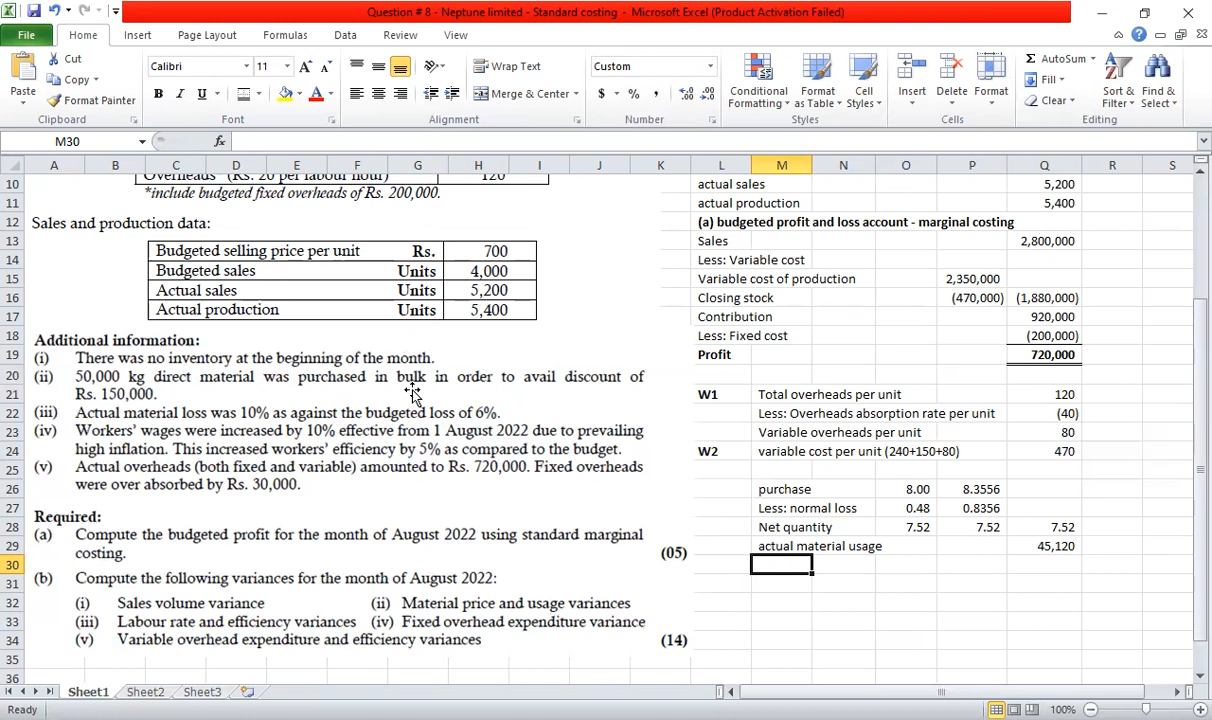 Question # 8 - Neptune limited - Standard costing - Microsoft Excel (Product Activation Failed)
File Home Insert Page Layout Formulas Data Review View
Cut
Copy
Format Painter
Paste
Calibri 11
B I U
Wrap Text
Merge & Center
Custom
$ % ,
Conditional Formatting
Format as Table
Cell Styles
Insert Delete Format
AutoSum
Fill
Clear
Sort & Filter
Find & Select
Clipboard Font Alignment Number Styles Cells Editing
M30 fx
A B C D E F G H I J K L M N O P Q R S
10 Overheads (Rs. 20 per labour hour) 120 actual sales 5,200
*include budgeted fixed overheads of Rs. 200,000.
11 actual production 5,400
12 Sales and production data: (a) budgeted profit and loss account - marginal costing
13 Budgeted selling price per unit Rs. 700 Sales 2,800,000
14 Budgeted sales Units 4,000 Less: Variable cost
15 Actual sales Units 5,200 Variable cost of production 2,350,000
16 Actual production Units 5,400 Closing stock (470,000) (1,880,000)
17 Contribution 920,000
18 Additional information: Less: Fixed cost (200,000)
19 (i) There was no inventory at the beginning of the month. Profit 720,000
20 (ii) 50,000 kg direct material was purchased in bulk in order to avail discount of
21 Rs. 150,000. W1 Total overheads per unit 120
22 (iii) Actual material loss was 10% as against the budgeted loss of 6%. Less: Overheads absorption rate per unit (40)
23 (iv) Workers' wages were increased by 10% effective from 1 August 2022 due to prevailing Variable overheads per unit 80
24 high inflation. This increased workers' efficiency by 5% as compared to the budget. W2 variable cost per unit (240+150+80) 470
25 (v) Actual overheads (both fixed and variable) amounted to Rs. 720,000. Fixed overheads
26 were over absorbed by Rs. 30,000. purchase 8.00 8.3556
27 Required: Less: normal loss 0.48 0.8356
28 (a) Compute the budgeted profit for the month of August 2022 using standard marginal Net quantity 7.52 7.52 7.52
29 costing. (05) actual material usage 45,120
30
31 (b) Compute the following variances for the month of August 2022:
32 (i) Sales volume variance (ii) Material price and usage variances
33 (iii) Labour rate and efficiency variances (iv) Fixed overhead expenditure variance
34 (v) Variable overhead expenditure and efficiency variances (14)
35
36
Sheet1 Sheet2 Sheet3
Ready 100%